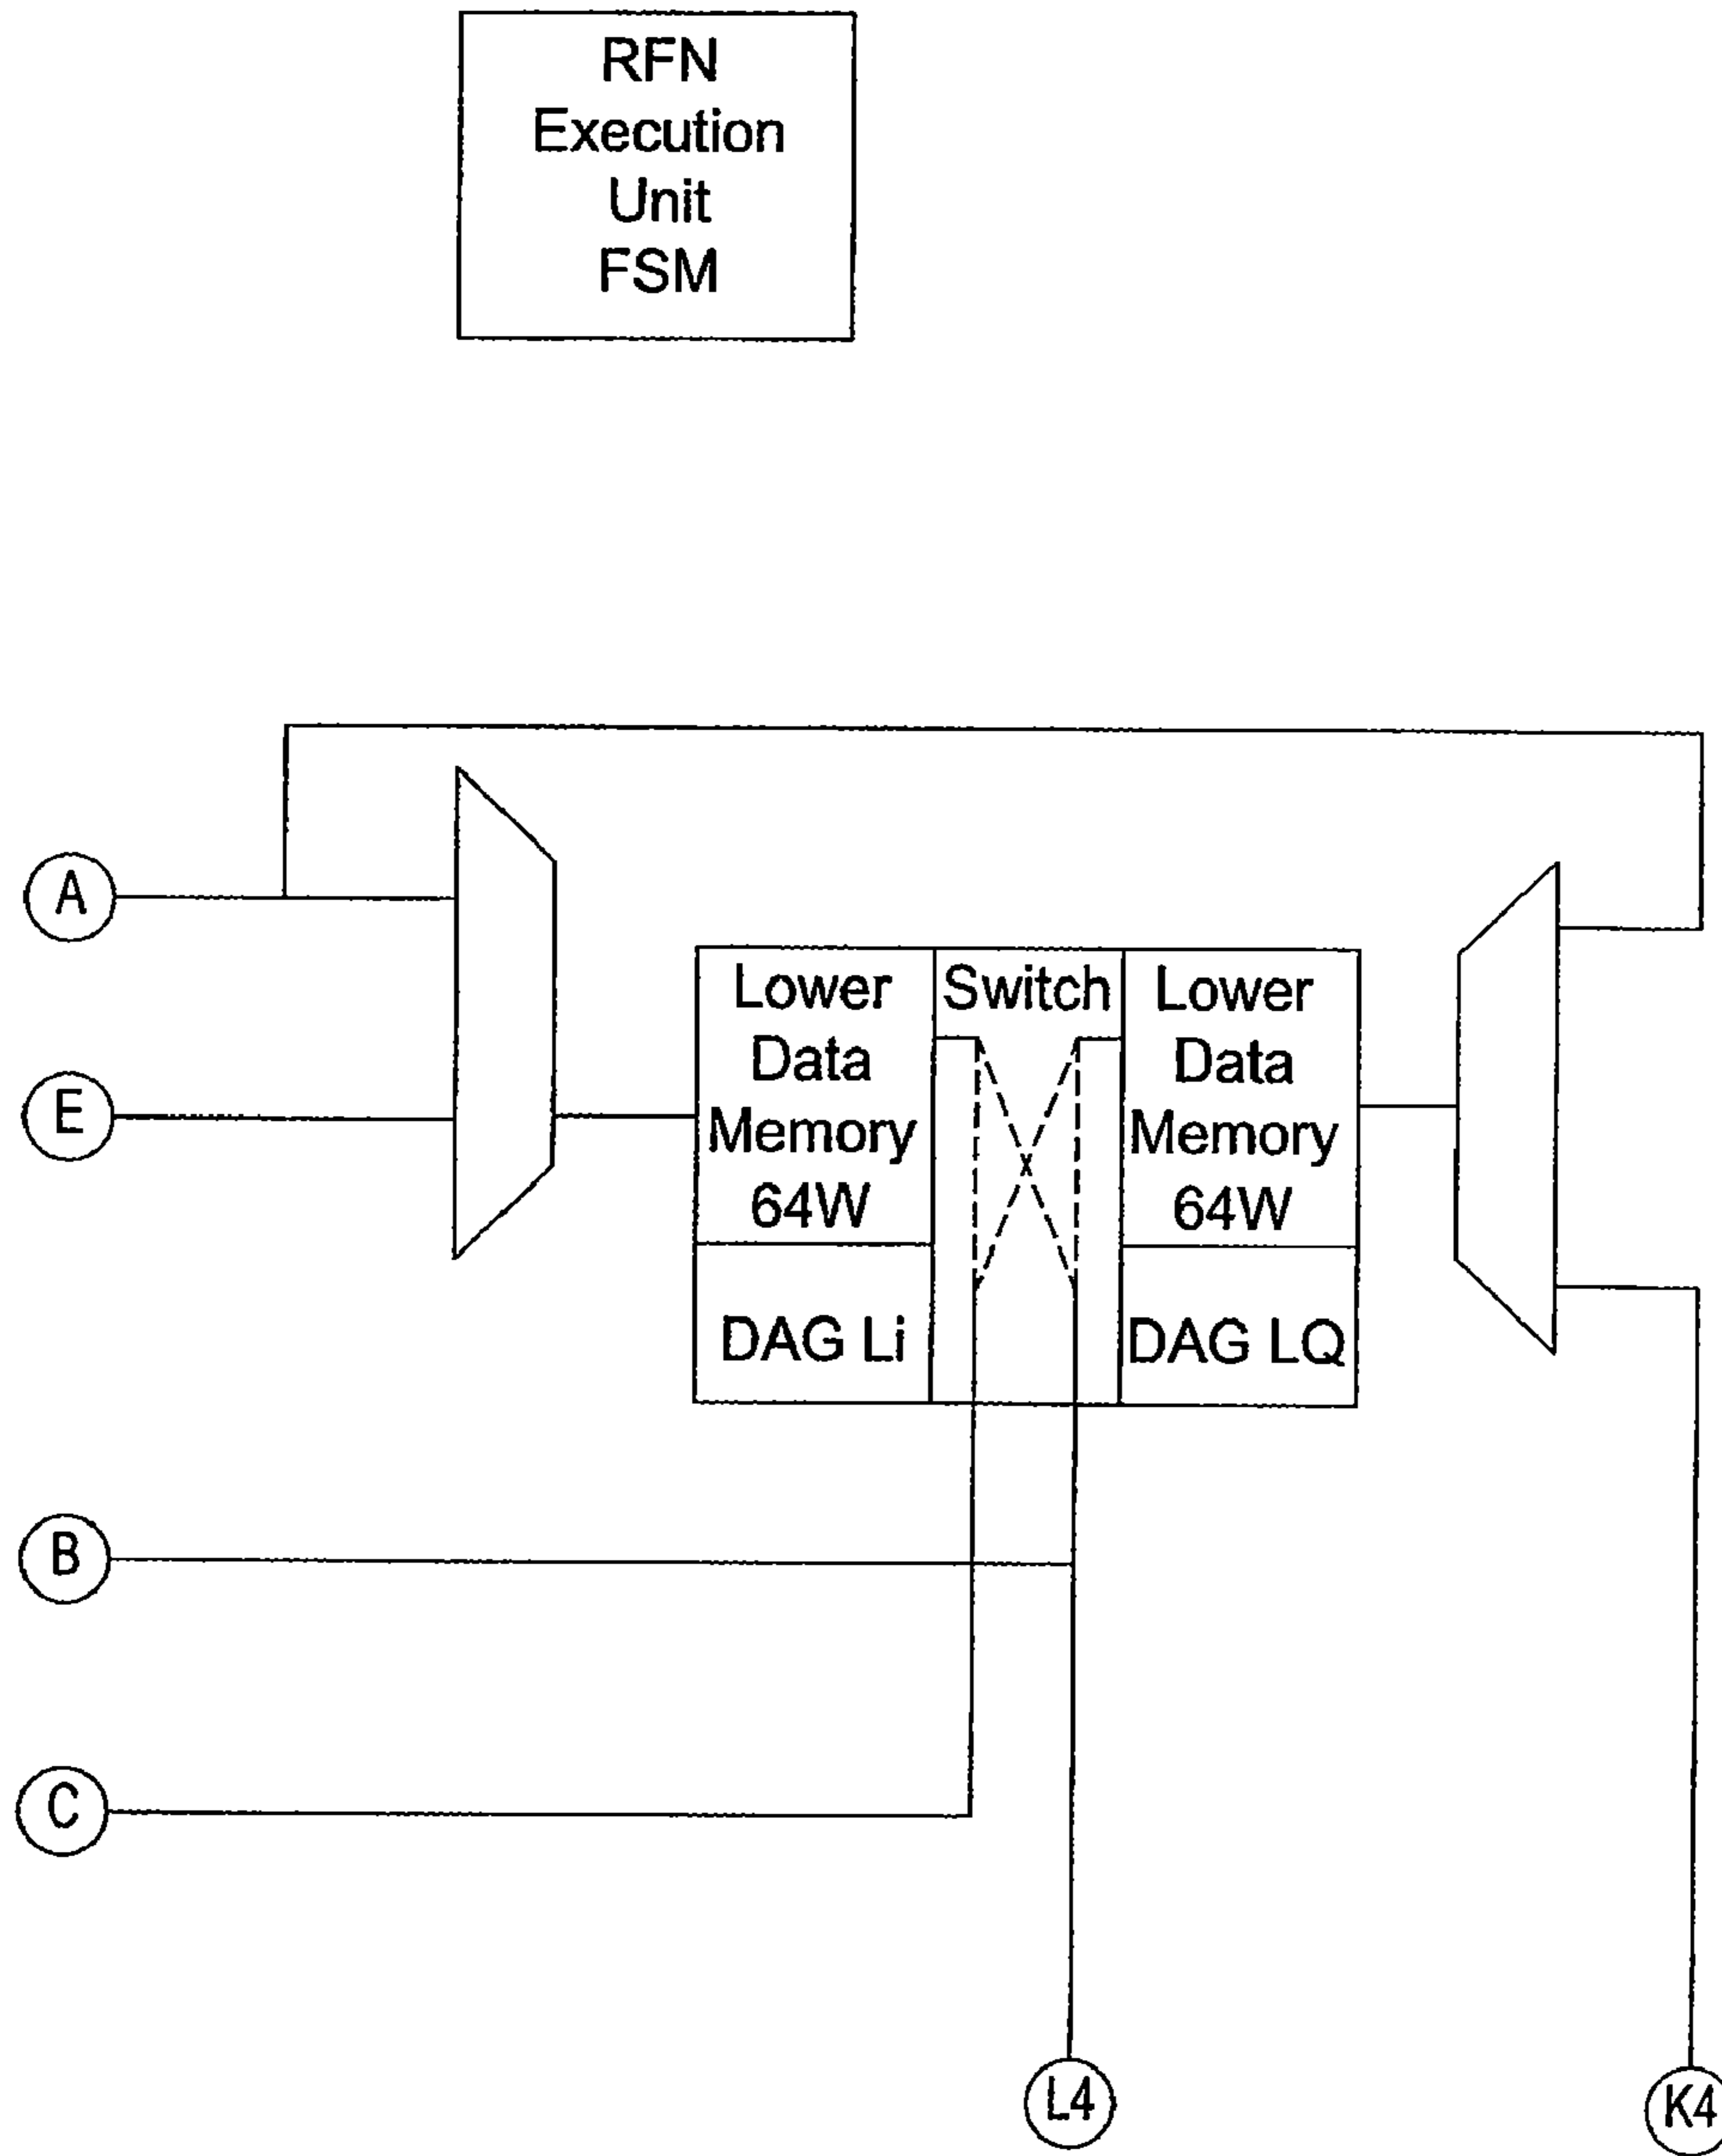 RFN
Execution
Unit
FSM
A
E
Lower
Data
Memory
64W
DAG Li
Switch
Lower
Data
Memory
64W
DAG LQ
B
C
L4
K4